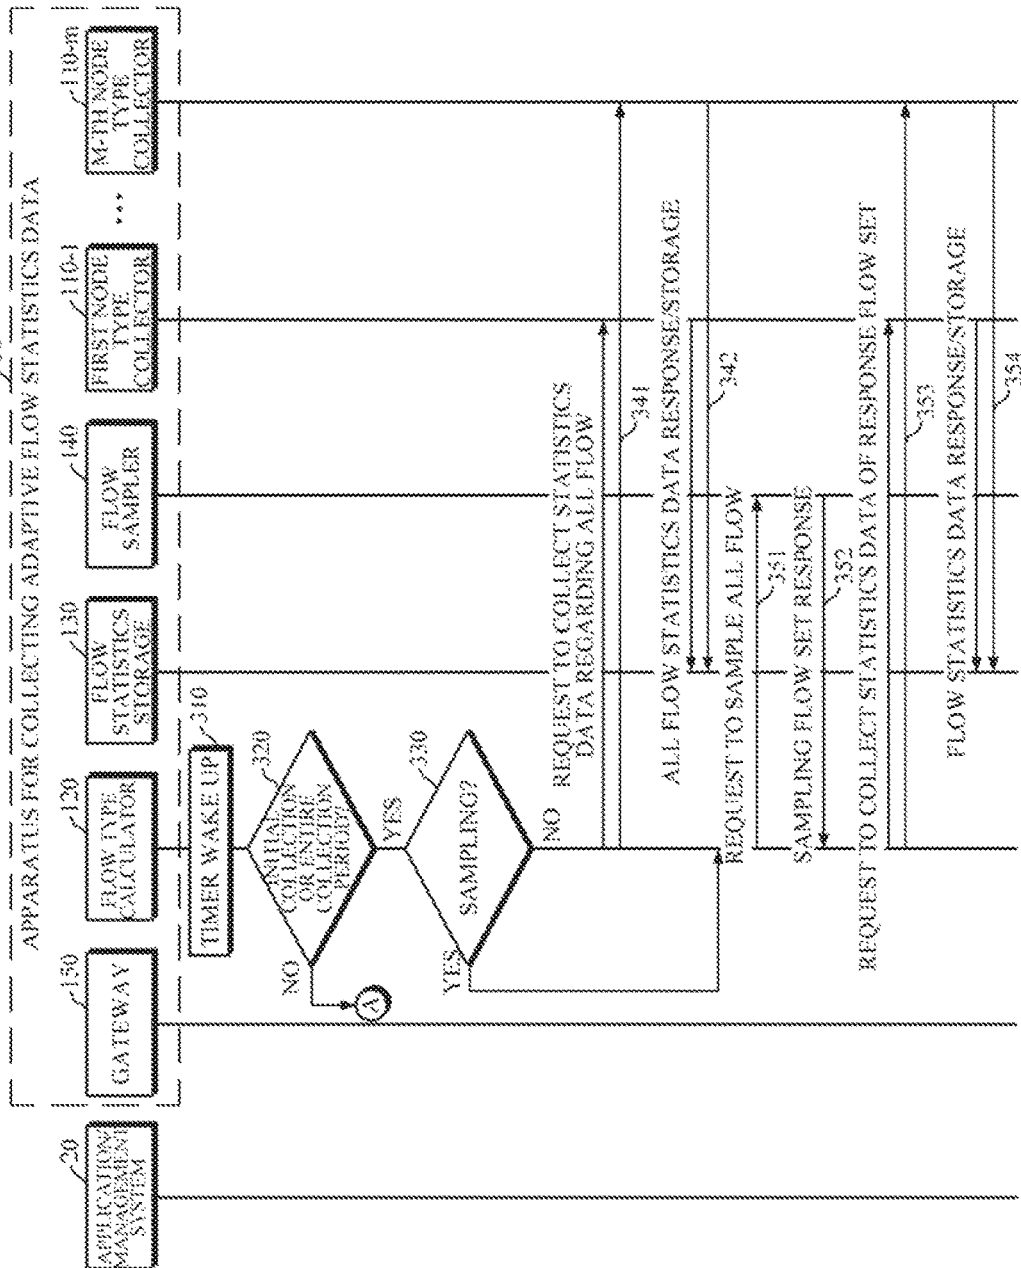 APPARATUS FOR COLLECTING ADAPTIVE FLOW STATISTICS DATA
20
APPLICATION/
MANAGEMENT
SYSTEM
150
GATEWAY
120
FLOW TYPE
CALCULATOR
130
FLOW
STATISTICS
STORAGE
140
FLOW
SAMPLER
110-1
FIRST NODE
TYPE
COLLECTOR
•••
110-m
M-TH NODE
TYPE
COLLECTOR
TIMER WAKE UP
310
320
INITIAL
COLLECTION
OR ENTIRE
COLLECTION
PERIOD?
NO
A
YES
330
SAMPLING?
YES
NO
REQUEST TO COLLECT STATISTICS
DATA REGARDING ALL FLOW
341
ALL FLOW STATISTICS DATA RESPONSE/STORAGE
342
REQUEST TO SAMPLE ALL FLOW
351
SAMPLING FLOW SET RESPONSE
352
REQUEST TO COLLECT STATISTICS DATA OF RESPONSE FLOW SET
353
FLOW STATISTICS DATA RESPONSE/STORAGE
354